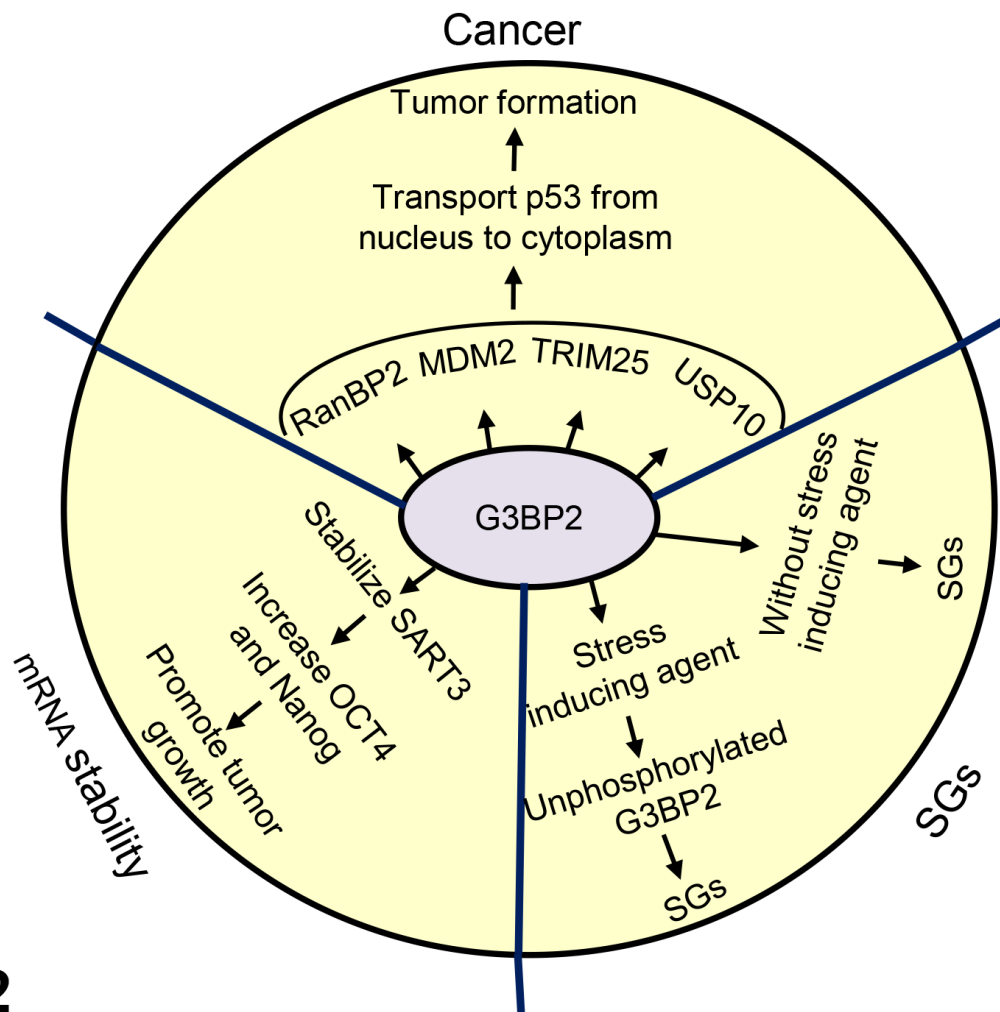 Cancer
Tumor formation
Transport p53 from
nucleus to cytoplasm
RanBP2 MDM2 TRIM25 USP10
G3BP2
Without stress
inducing agent
SGs
Stress
inducing agent
Unphosphorylated
G3BP2
SGs
SGs
Stabilize SART3
Increase OCT4
and Nanog
Promote tumor
growth
mRNA stability
2